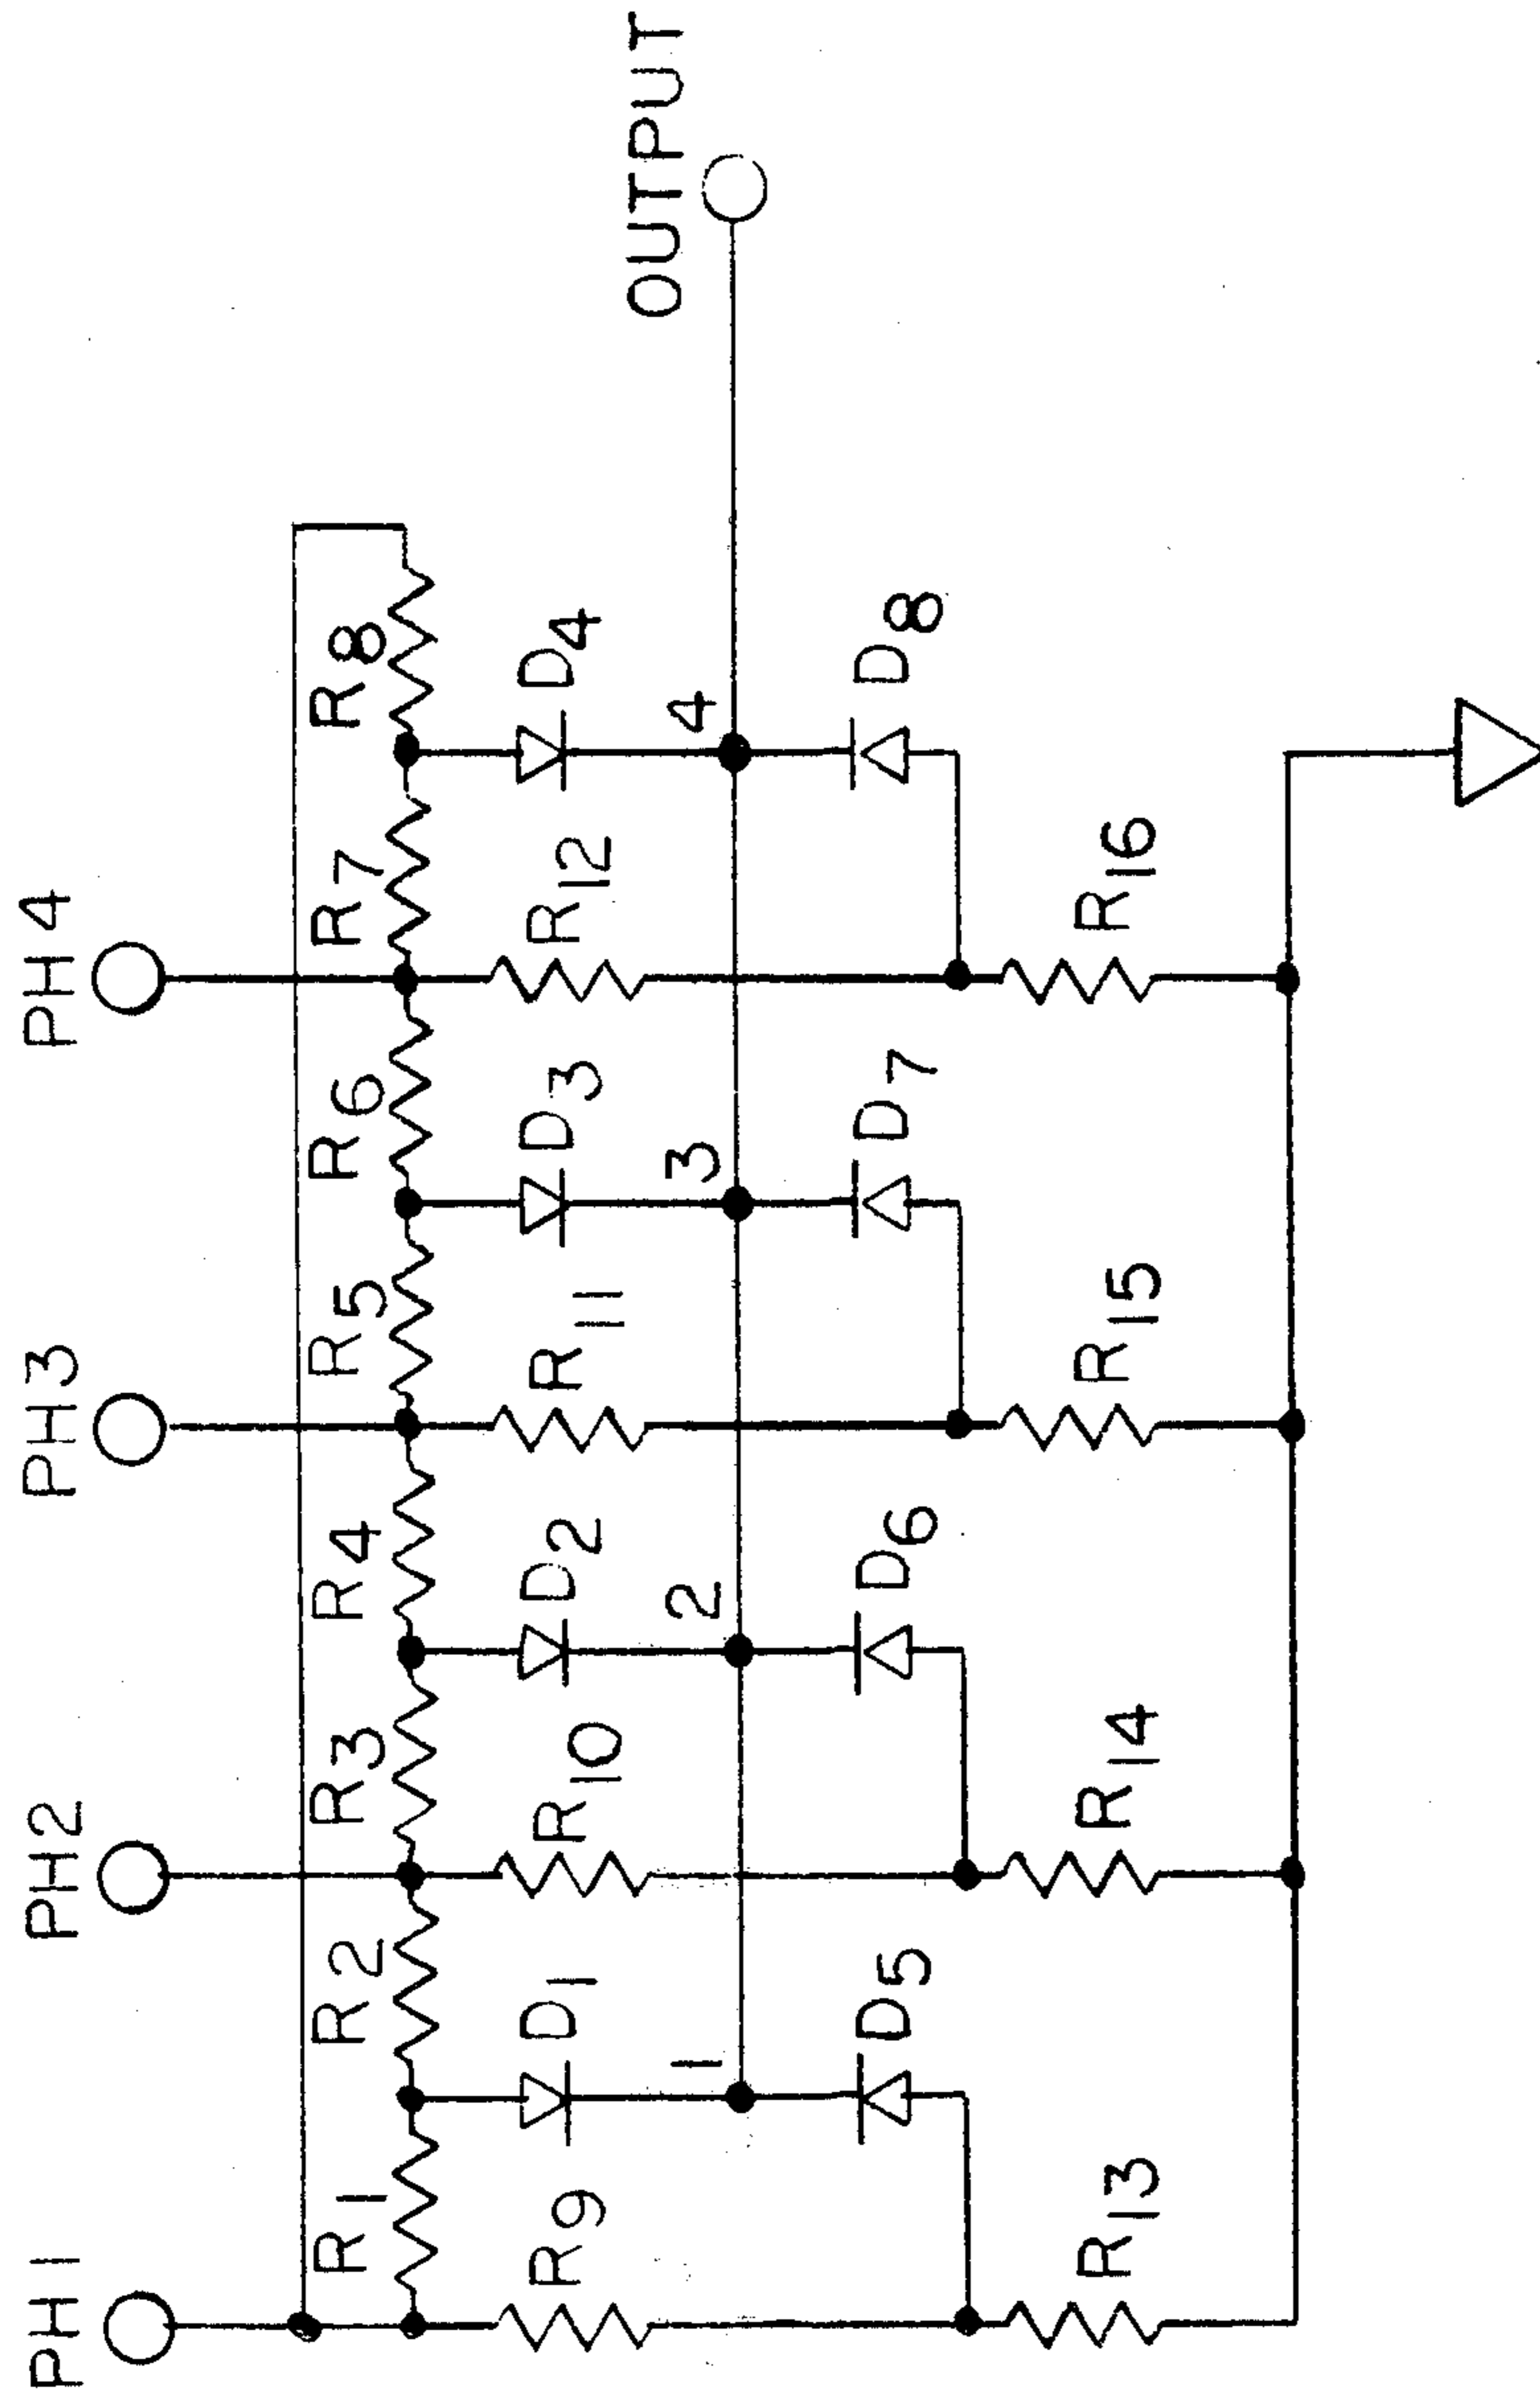 PH1 PH2 PH3 PH4
R1 R2 R3 R4 R5 R6 R7 R8
R9 D1 R10 D2 R11 D3 R12 D4
1 2 3 4 OUTPUT
D5 D6 D7 D8
R13 R14 R15 R16